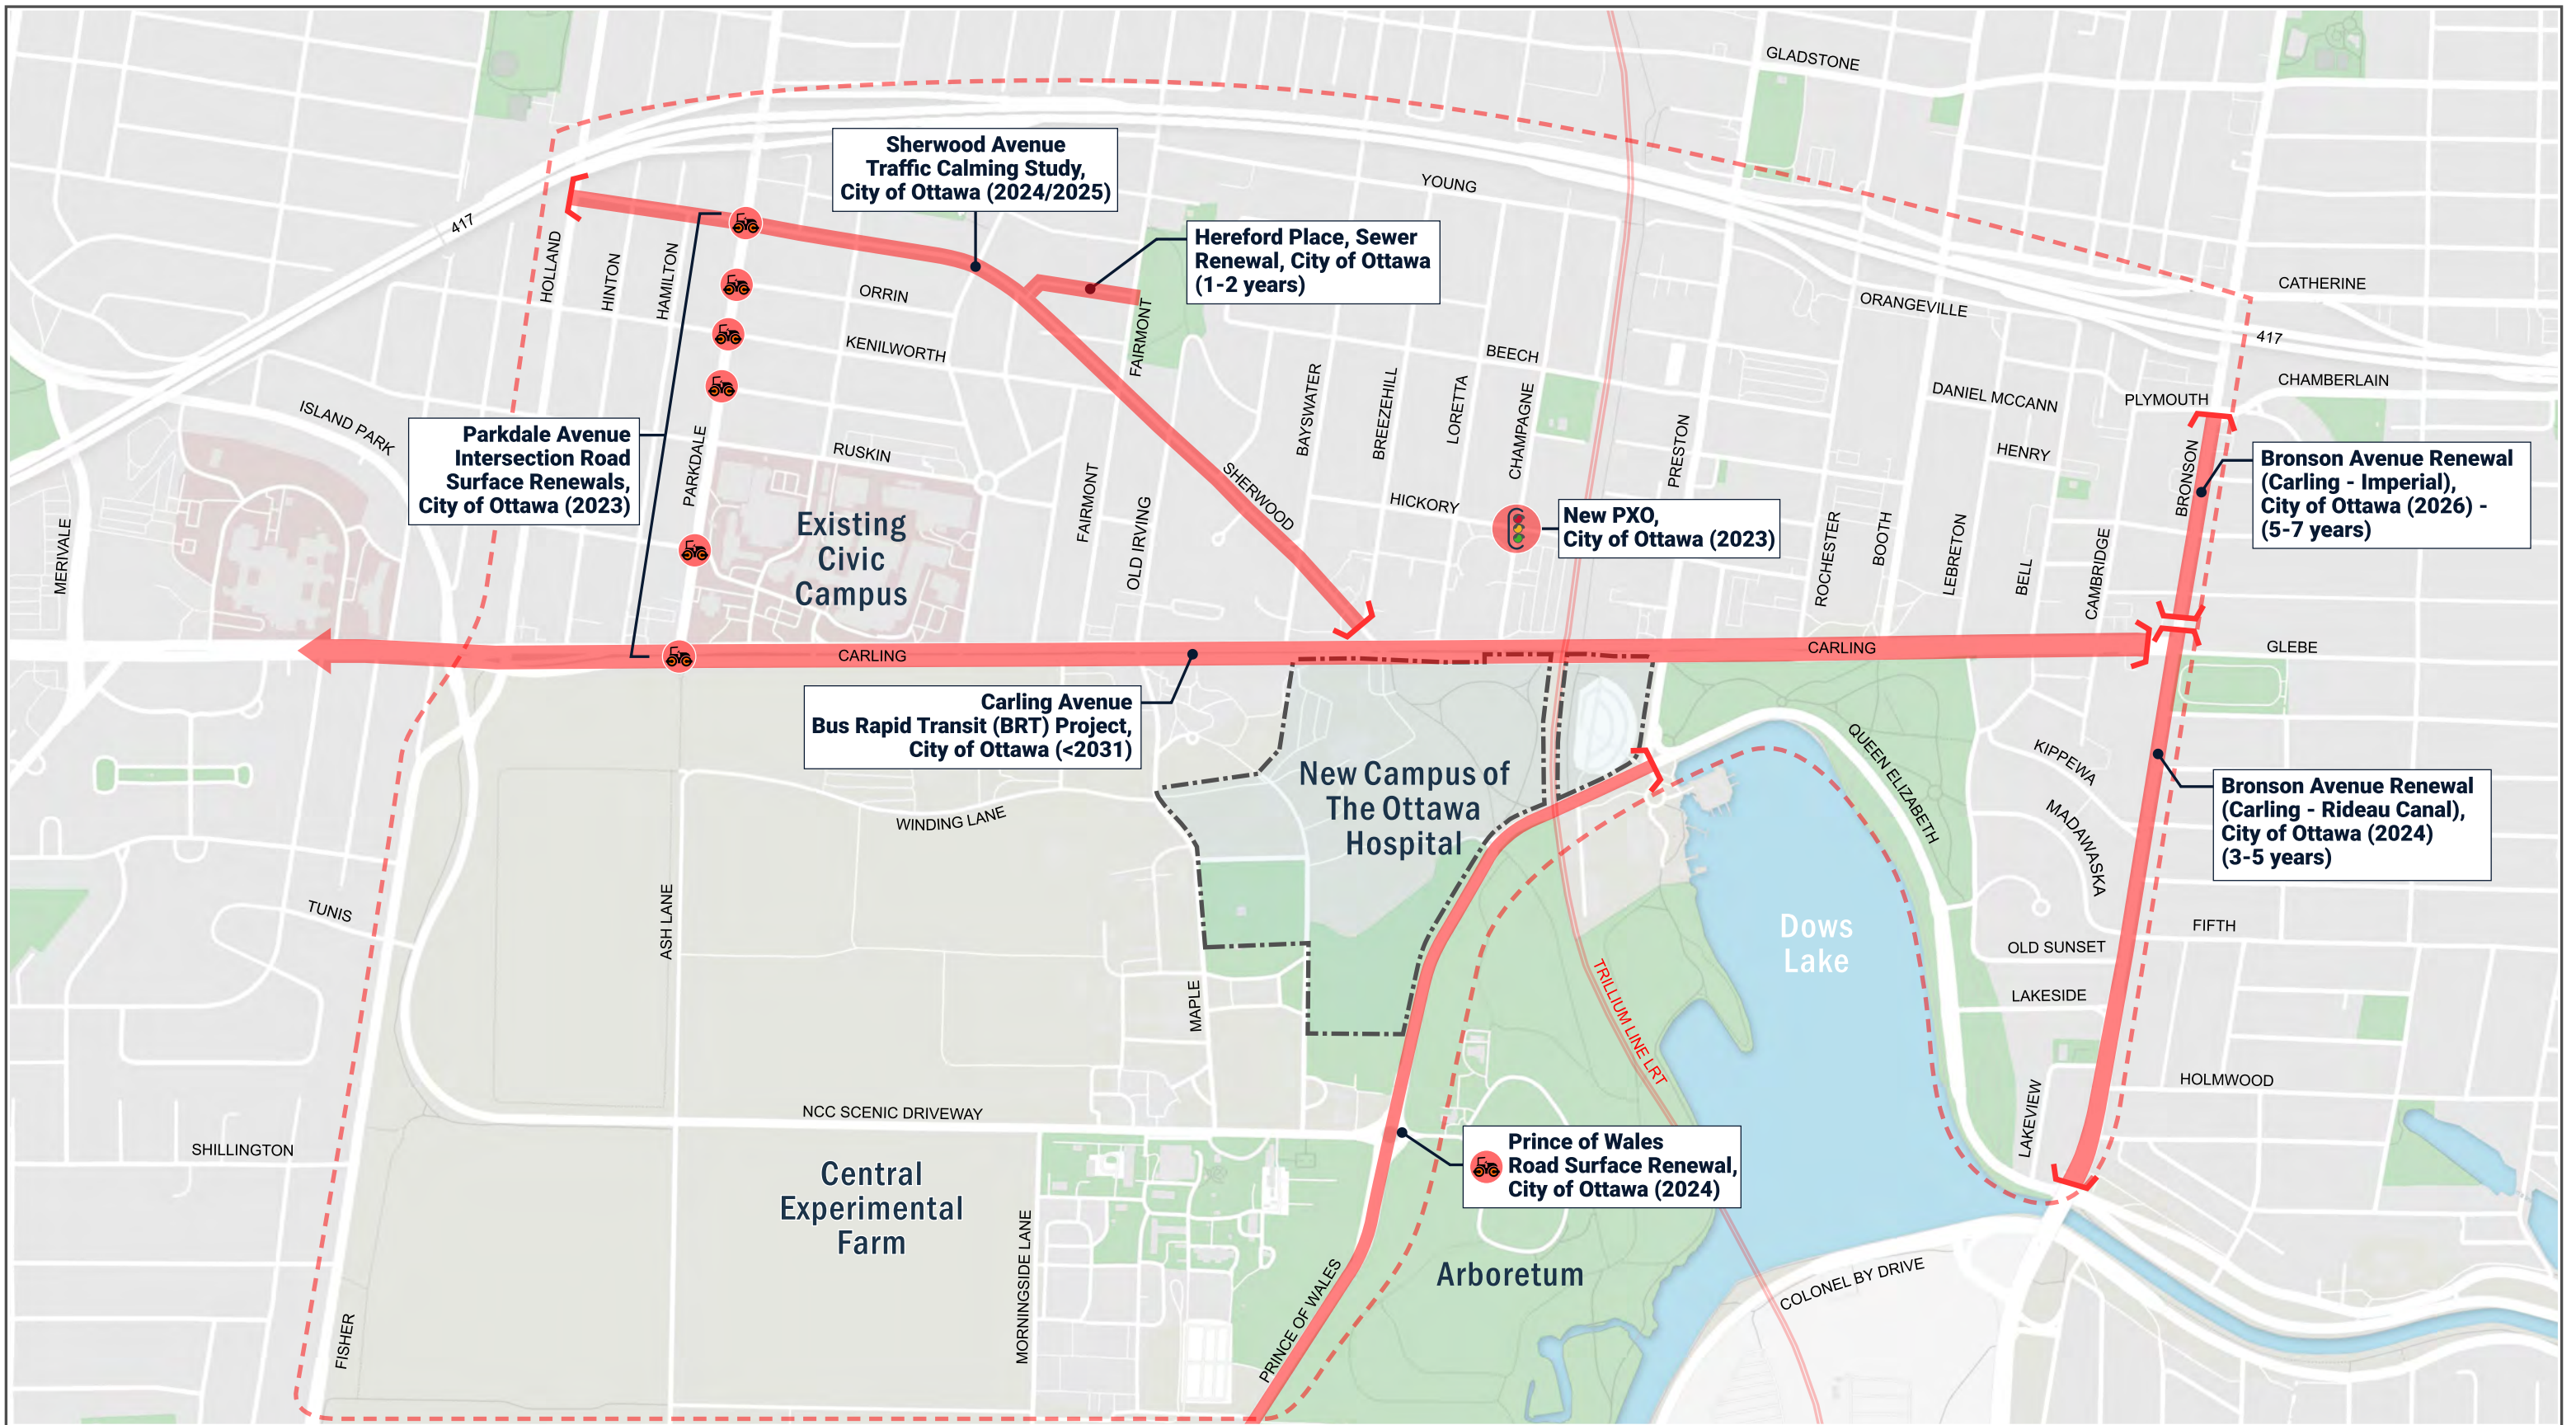 GLADSTONE
Sherwood Avenue
Traffic Calming Study,
City of Ottawa (2024/2025)
YOUNG
417
HOLLAND
HINTON
HAMILTON
Hereford Place, Sewer
Renewal, City of Ottawa
(1-2 years)
ORRIN
KENILWORTH
FAIRMONT
CATHERINE
ORANGEVILLE
417
BEECH
CHAMBERLAIN
DANIEL MCCANN
PLYMOUTH
ISLAND PARK
Parkdale Avenue
Intersection Road
Surface Renewals,
City of Ottawa (2023)
PARKDALE
RUSKIN
BAYSWATER
BREEZEHILL
LORETTA
CHAMPAGNE
PRESTON
HENRY
BRONSON
Bronson Avenue Renewal
(Carling - Imperial),
City of Ottawa (2026) -
(5-7 years)
MERIVALE
Existing
Civic
Campus
FAIRMONT
OLD IRVING
SHERWOOD
HICKORY
New PXO,
City of Ottawa (2023)
ROCHESTER
BOOTH
LEBRETON
BELL
CAMBRIDGE
CARLING
CARLING
GLEBE
Carling Avenue
Bus Rapid Transit (BRT) Project,
City of Ottawa (<2031)
New Campus of
The Ottawa
Hospital
QUEEN ELIZABETH
KIPPEWA
MADAWASKA
Bronson Avenue Renewal
(Carling - Rideau Canal),
City of Ottawa (2024)
(3-5 years)
WINDING LANE
TUNIS
ASH LANE
MAPLE
TRILLIUM LINE LRT
Dows
Lake
FIFTH
OLD SUNSET
LAKESIDE
HOLMWOOD
LAKEVIEW
NCC SCENIC DRIVEWAY
SHILLINGTON
Central
Experimental
Farm
Prince of Wales
Road Surface Renewal,
City of Ottawa (2024)
MORNINGSIDE LANE
PRINCE OF WALES
Arboretum
COLONEL BY DRIVE
FISHER